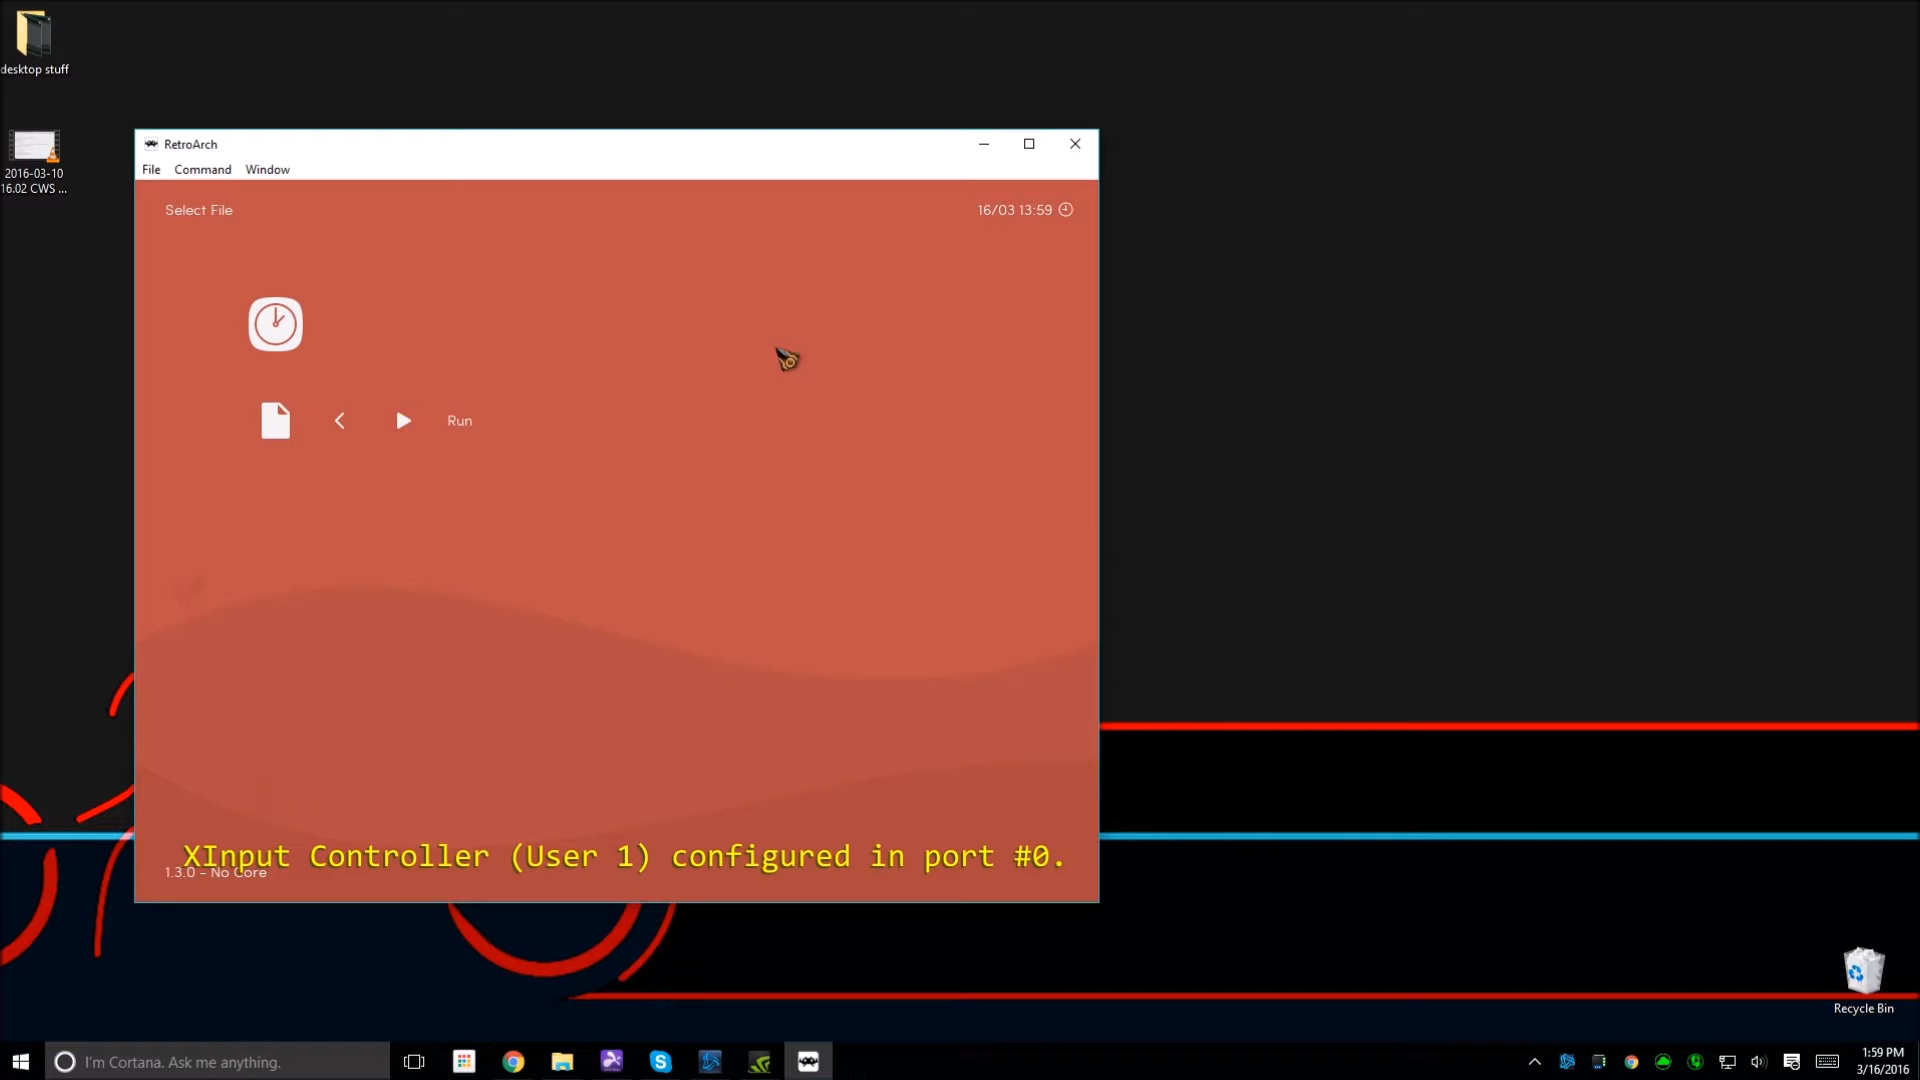 desktop stuff
2016-03-10
16.02 CWS ...
RetroArch
File Command Window
Select File
16/03 13:59
Run
XInput Controller (User 1) configured in port #0.
1.3.0 - No Core
Recycle Bin
I'm Cortana. Ask me anything.
1:59 PM
3/16/2016